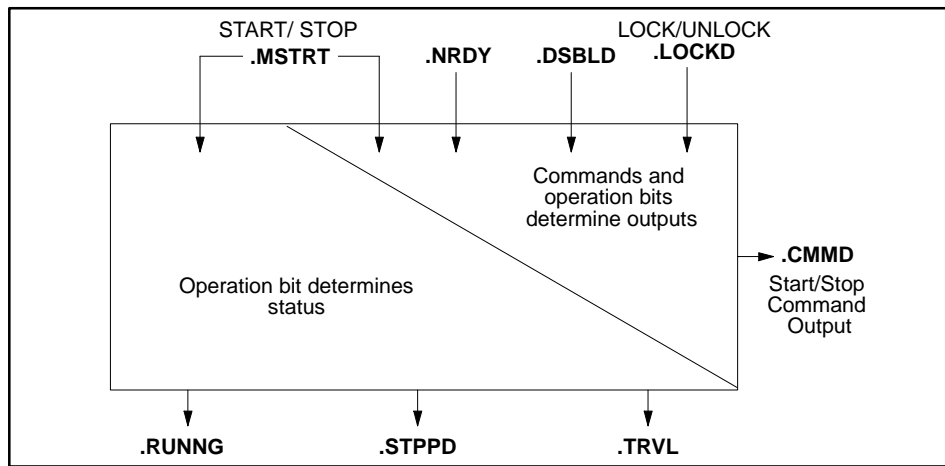 START/ STOP
.MSTRT
.NRDY
.DSBLD
LOCK/UNLOCK
.LOCKD
Commands and
operation bits
determine outputs
.CMMD
Start/Stop
Command
Output
Operation bit determines
status
.RUNNG
.STPPD
.TRVL